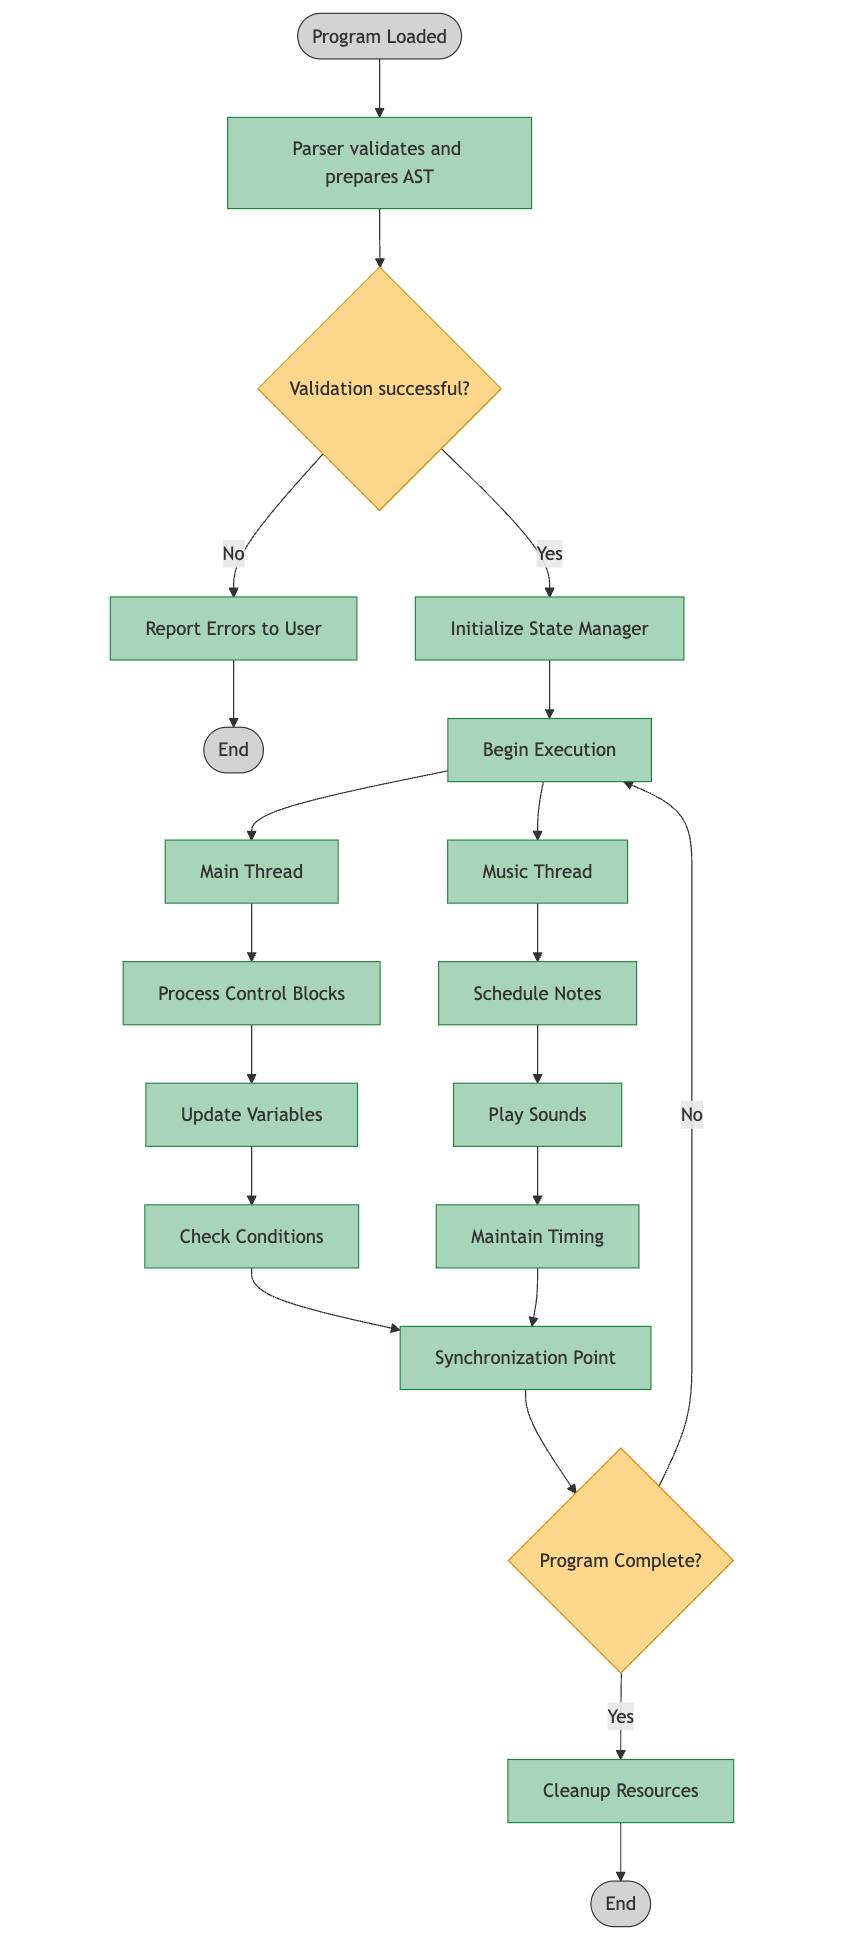 Program Loaded
Parser validates and
prepares AST
Validation successful?
No
Yes
Report Errors to User
Initialize State Manager
End
Begin Execution
Main Thread
Music Thread
Process Control Blocks
Schedule Notes
Update Variables
Play Sounds
No
Check Conditions
Maintain Timing
Synchronization Point
Program Complete?
Yes
Cleanup Resources
End